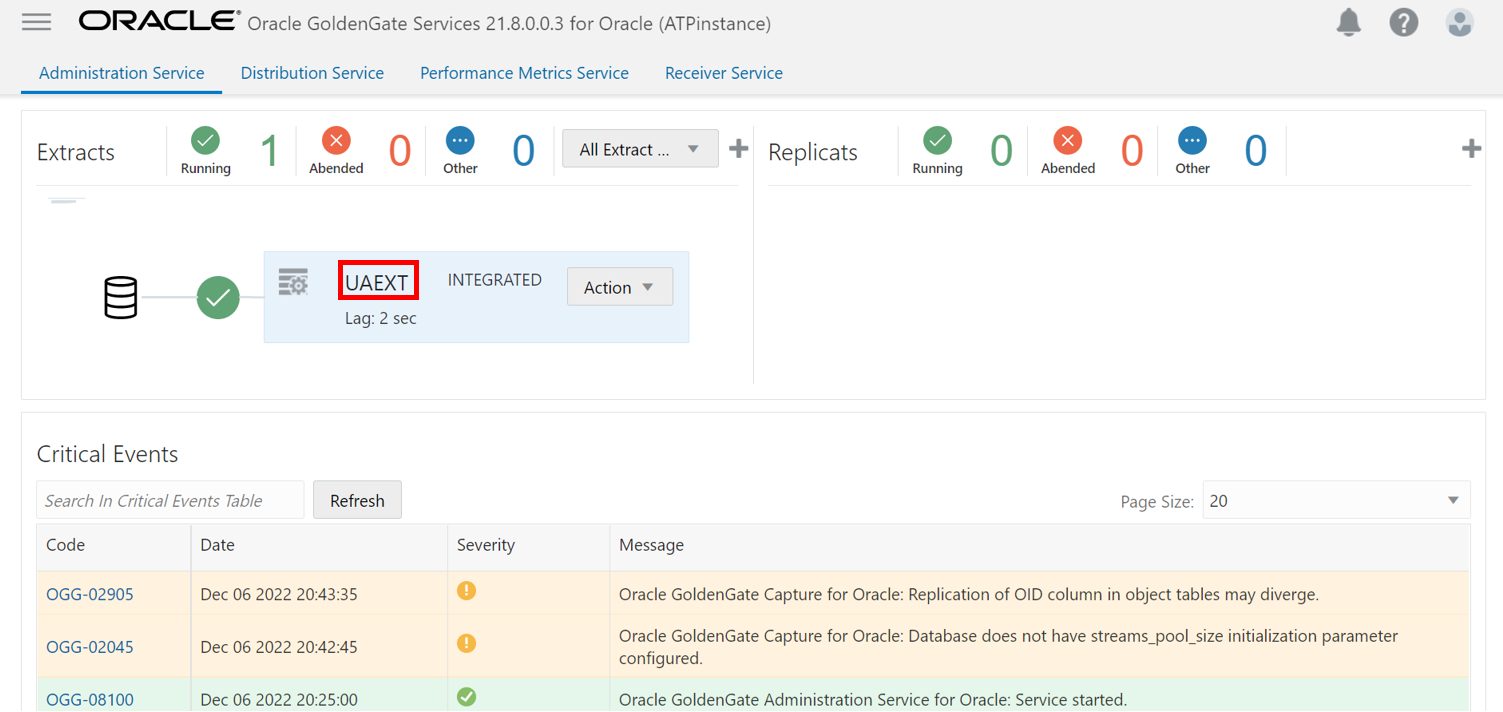 ORACLE® Oracle GoldenGate Services 21.8.0.0.3 for Oracle (ATPinstance)
Administration Service Distribution Service Performance Metrics Service Receiver Service
Extracts Running 1 Abended 0 Other 0 All Extract ... Replicats Running 0 Abended 0 Other 0
UAEXT INTEGRATED Action
Lag: 2 sec
Critical Events
Search In Critical Events Table Refresh Page Size: 20
Code Date Severity Message
OGG-02905 Dec 06 2022 20:43:35 Oracle GoldenGate Capture for Oracle: Replication of OID column in object tables may diverge.
OGG-02045 Dec 06 2022 20:42:45 Oracle GoldenGate Capture for Oracle: Database does not have streams_pool_size initialization parameter
configured.
OGG-08100 Dec 06 2022 20:25:00 Oracle GoldenGate Administration Service for Oracle: Service started.